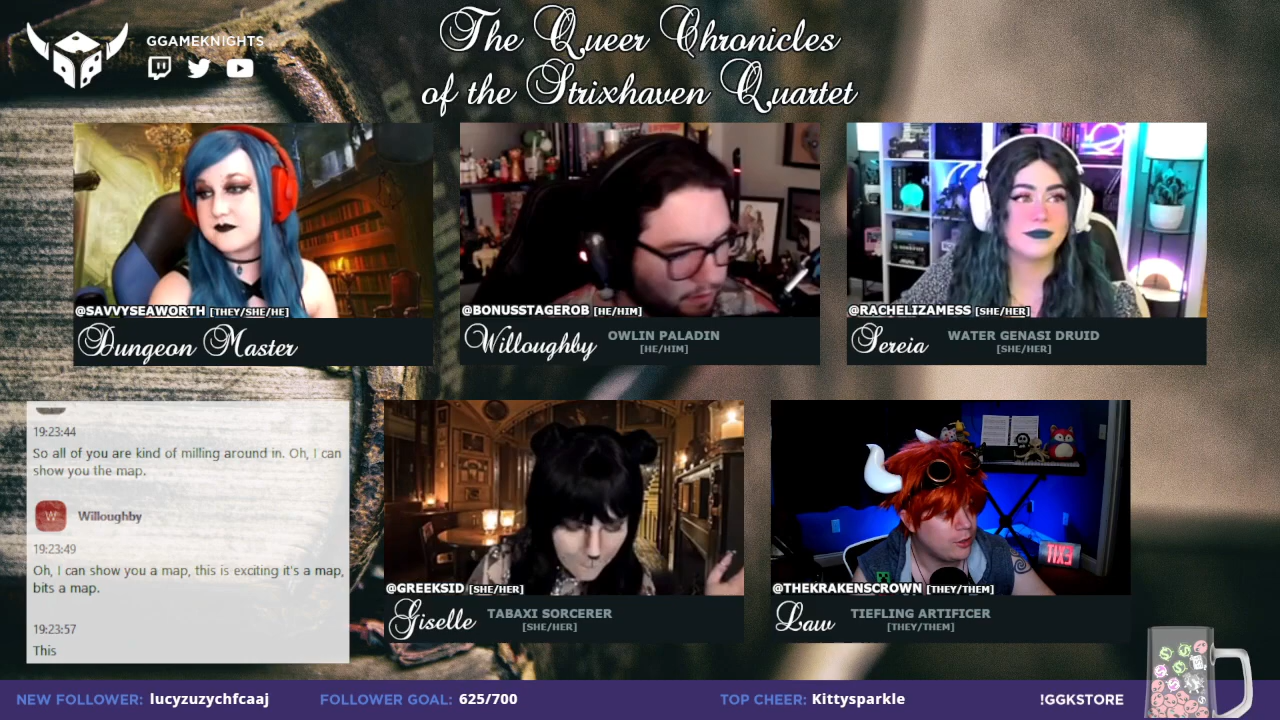 GGAMEKNIGHTS
The Queer Chronicles
of the Strixhaven Quartet
@SAVVYSEAWORTH [THEY/SHE/HE]
Dungeon Master
@BONUSSTAGEROB [HE/HIM]
Willoughby
OWLIN PALADIN
[HE/HIM]
@RACHELIZAMESS [SHE/HER]
Sereia
WATER GENASI DRUID
[SHE/HER]
19:23:44
So all of you are kind of milling around in. Oh, I can
show you the map.
W Willoughby
19:23:49
Oh, I can show you a map, this is exciting it's a map,
bits a map.
19:23:57
This
@GREEKSID [SHE/HER]
Giselle
TABAXI SORCERER
[SHE/HER]
EXIT
@THEKRAKENSCROWN [THEY/THEM]
Law
TIEFLING ARTIFICER
[THEY/THEM]
NEW FOLLOWER: lucyzuzychfcaaj
FOLLOWER GOAL: 625/700
TOP CHEER: Kittysparkle
!GGKSTORE